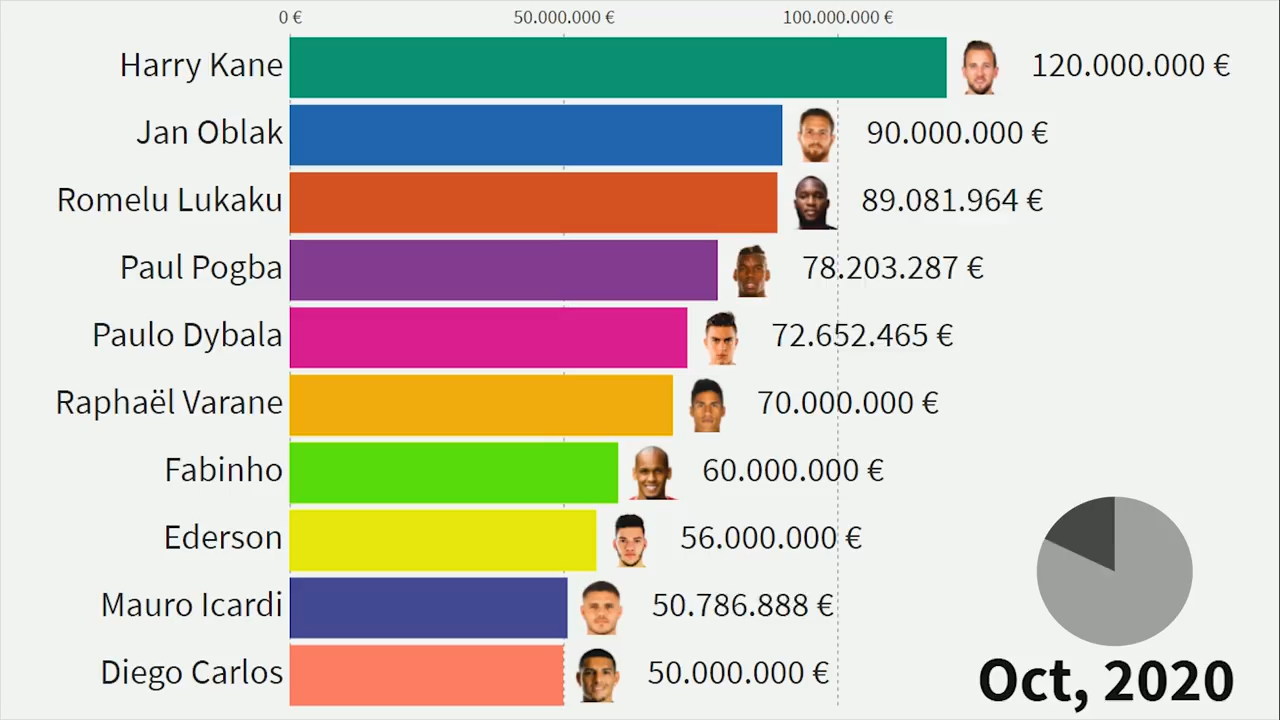 0 € 50.000.000 € 100.000.000 €
Harry Kane 120.000.000 €
Jan Oblak 90.000.000 €
Romelu Lukaku 89.081.964 €
Paul Pogba 78.203.287 €
Paulo Dybala 72.652.465 €
Raphaël Varane 70.000.000 €
Fabinho 60.000.000 €
Ederson 56.000.000 €
Mauro Icardi 50.786.888 €
Diego Carlos 50.000.000 €
Oct, 2020